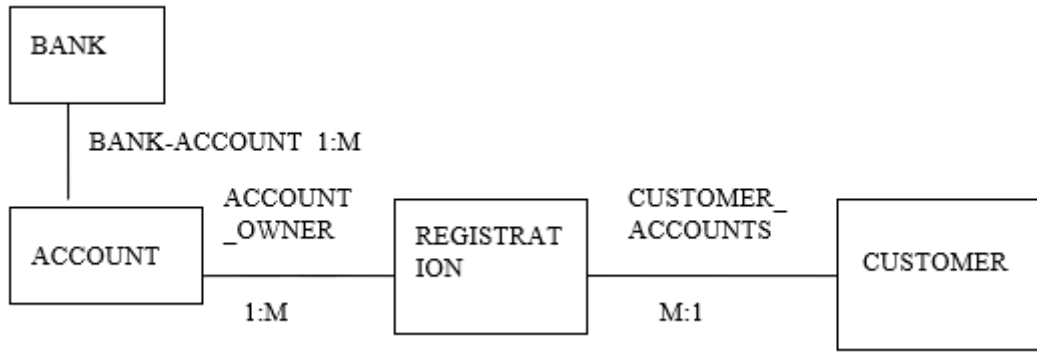 BANK
BANK-ACCOUNT 1:M
ACCOUNT
ACCOUNT
_OWNER
1:M
REGISTRAT
ION
CUSTOMER_
ACCOUNTS
M:1
CUSTOMER